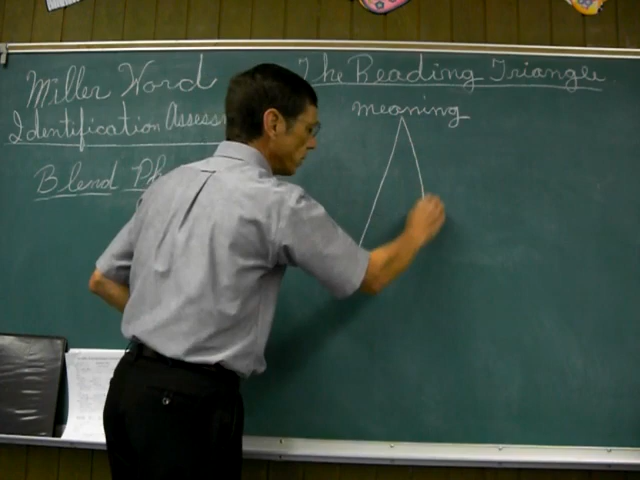 Miller Word
Identification Assess
Blend Ph
The Reading Triangle
meaning